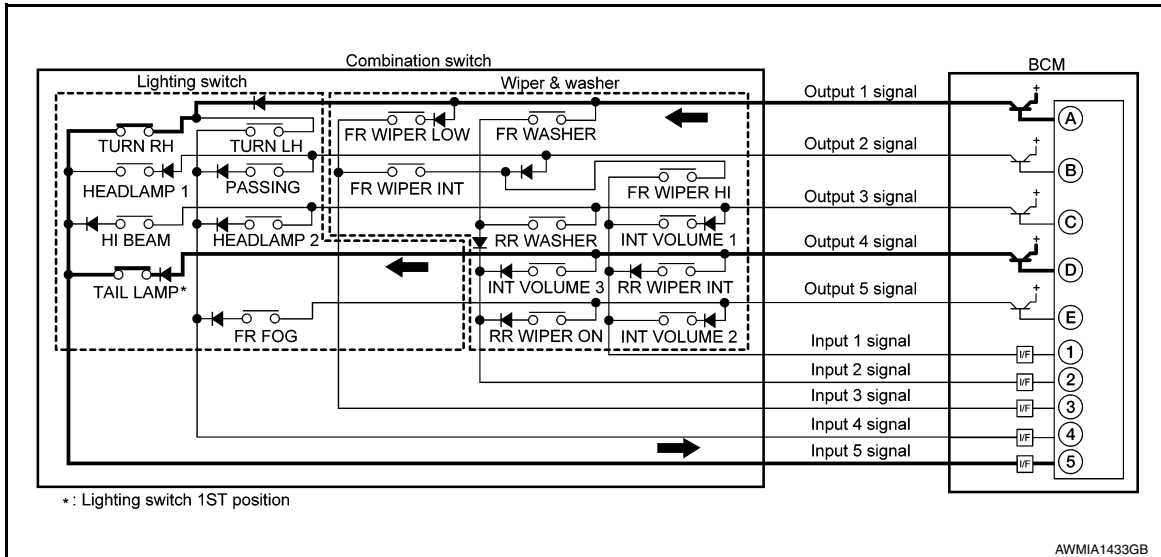 Combination switch
BCM
Lighting switch
Wiper & washer
Output 1 signal
+
A
TURN RH
TURN LH
FR WIPER LOW
FR WASHER
Output 2 signal
+
B
HEADLAMP 1
PASSING
FR WIPER INT
FR WIPER HI
Output 3 signal
+
C
HI BEAM
HEADLAMP 2
RR WASHER
INT VOLUME 1
Output 4 signal
+
D
TAIL LAMP*
INT VOLUME 3
RR WIPER INT
Output 5 signal
+
E
FR FOG
RR WIPER ON
INT VOLUME 2
Input 1 signal
I/F
1
Input 2 signal
I/F
2
Input 3 signal
I/F
3
Input 4 signal
I/F
4
Input 5 signal
I/F
5
* : Lighting switch 1ST position
AWMIA1433GB